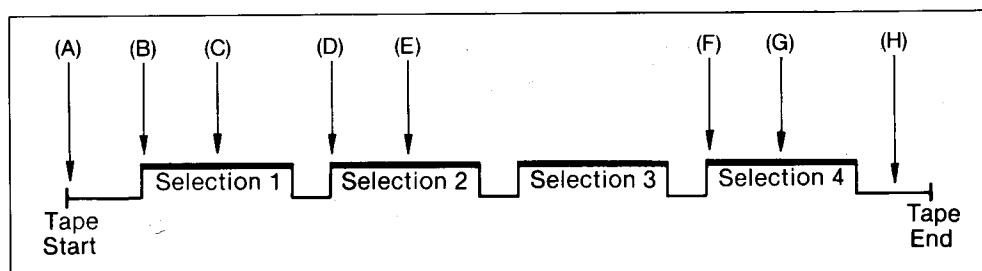 (A) (B) (C) (D) (E) (F) (G) (H)
Selection 1 Selection 2 Selection 3 Selection 4
Tape Start
Tape End